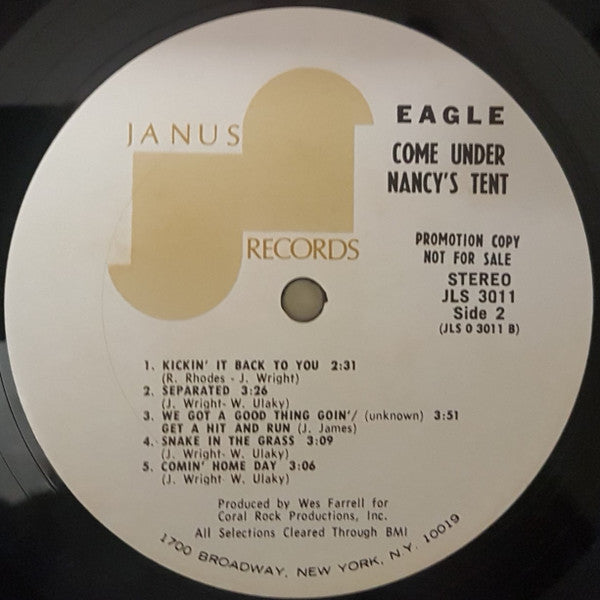 JANUS
RECORDS
EAGLE
COME UNDER
NANCY'S TENT
PROMOTION COPY
NOT FOR SALE
STEREO
JLS 3011
Side 2
(JLS 0 3011 B)
1. KICKIN' IT BACK TO YOU 2:31
(R. Rhodes - J. Wright)
2. SEPARATED 3:26
(J. Wright- W. Ulaky)
3. WE GOT A GOOD THING GOIN'/ (unknown) 3:51
GET A HIT AND RUN (J. James)
4. SNAKE IN THE GRASS 3:09
(J. Wright- W. Ulaky)
5. COMIN' HOME DAY 3:06
(J. Wright- W. Ulaky)
Produced by Wes Farrell for
Coral Rock Productions, Inc.
All Selections Cleared Through BMI
1700 BROADWAY, NEW YORK, N.Y. 10019